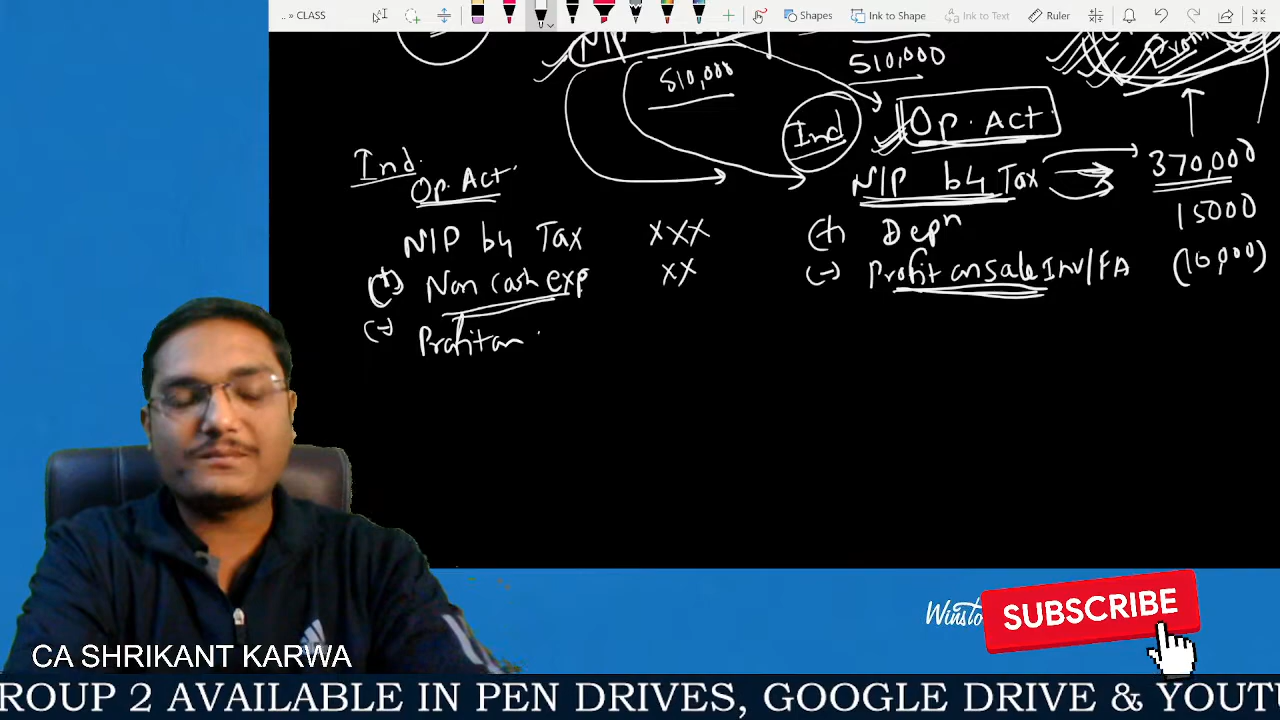 .. » CLASS
Shapes
Ink to Shape
Ink to Text
Ruler
510,000
510,000
Ind
Op. Act.
Ind.
Op. Act.
N/P b4 Tax
370,000
15000
N/P b4 Tax XXX
(+) Depn
(+) Non cash exp XX
(-) Profit on Sale Inv/FA (10,000)
(-) Profit on
Winsto
SUBSCRIBE
CA SHRIKANT KARWA
ROUP 2 AVAILABLE IN PEN DRIVES, GOOGLE DRIVE & YOUT